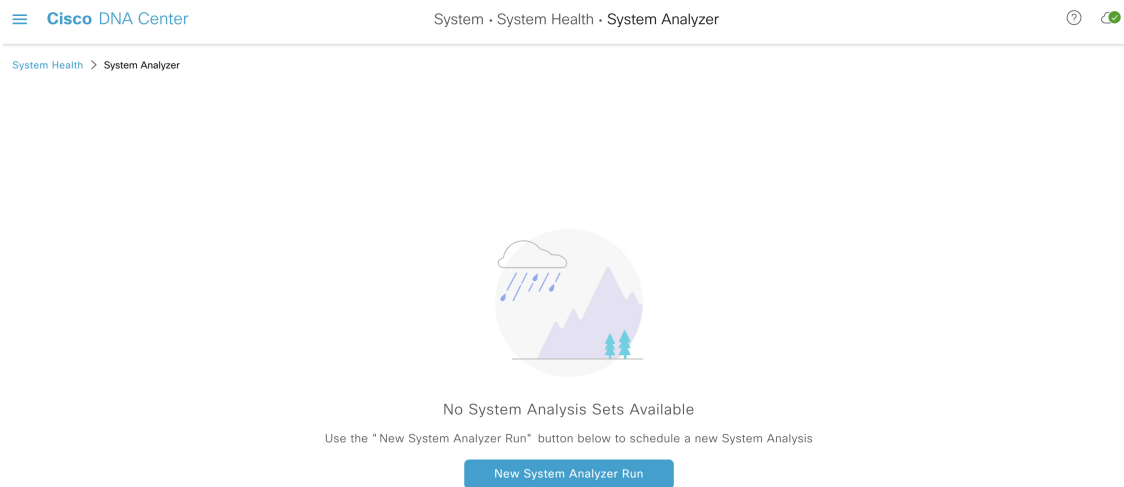 Cisco DNA Center
System · System Health · System Analyzer
System Health > System Analyzer
No System Analysis Sets Available
Use the "New System Analyzer Run" button below to schedule a new System Analysis
New System Analyzer Run